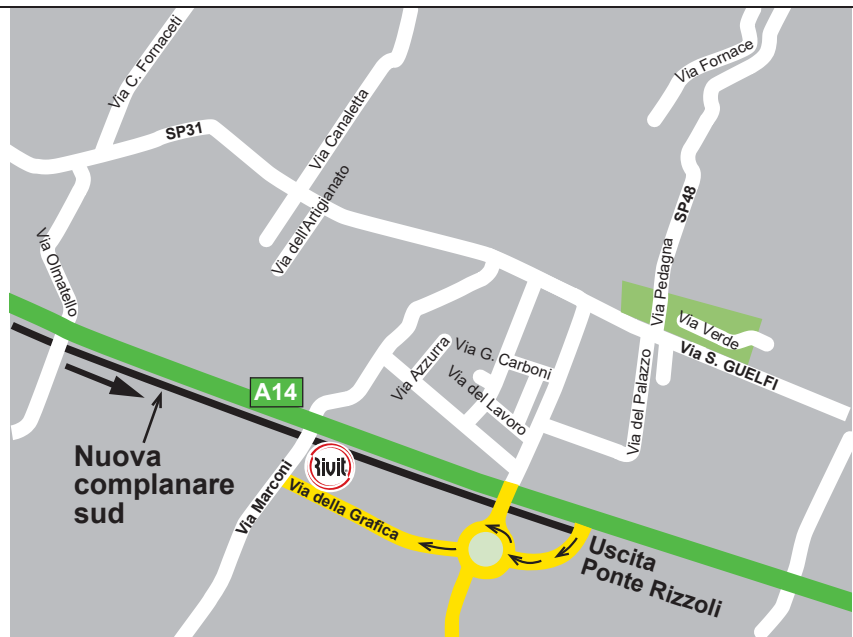 Via C. Fornaceti
SP31
Via Canaletta
Via dell'Artigianato
Via Fornace
SP48
Via Pedagna
Via Verde
Via S. GUELFI
Via Olmatello
Via Azzurra
Via G. Carboni
Via del Lavoro
Via del Palazzo
A14
Nuova
complanare
sud
Via Marconi
Rivit
Via della Grafica
Uscita
Ponte Rizzoli